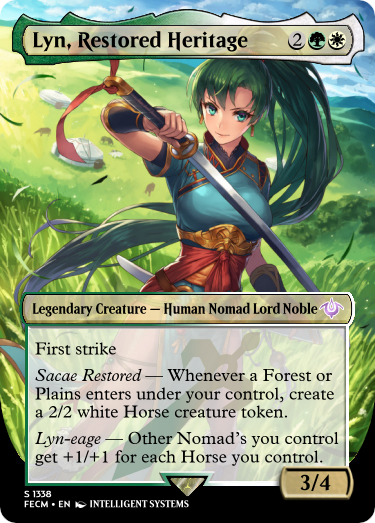 Lyn, Restored Heritage 2
Legendary Creature — Human Nomad Lord Noble
First strike
Sacae Restored — Whenever a Forest or
Plains enters under your control, create
a 2/2 white Horse creature token.
Lyn-eage — Other Nomad's you control
get +1/+1 for each Horse you control.
3/4
S 1338
FECM • EN INTELLIGENT SYSTEMS